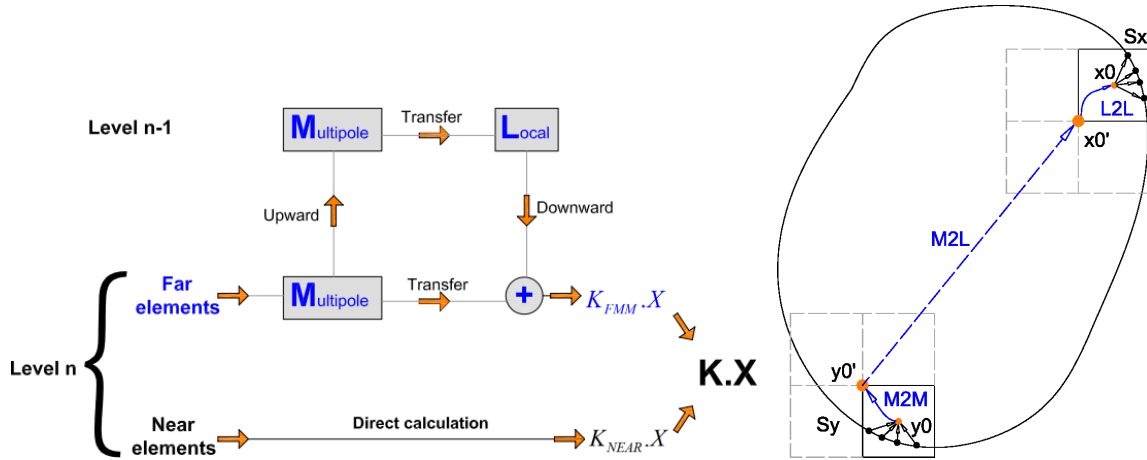 Level n-1
Multipole
Transfer
Local
Upward
Downward
Level n
Far
elements
Multipole
Transfer
+
K_FMM.X
K.X
Near
elements
Direct calculation
K_NEAR.X
Sx
x0
L2L
x0'
M2L
y0'
M2M
Sy
y0